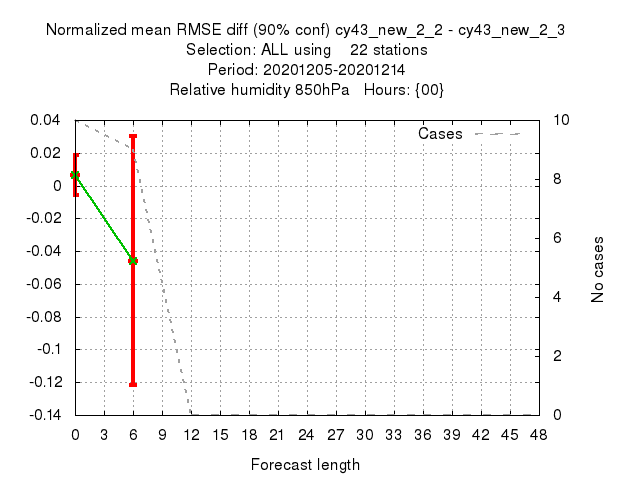 Normalized mean RMSE diff (90% conf) cy43_new_2_2 - cy43_new_2_3
Selection: ALL using    22 stations
Period: 20201205-20201214
Relative humidity 850hPa   Hours: {00}
Cases
0.04
0.02
0
-0.02
-0.04
-0.06
-0.08
-0.1
-0.12
-0.14
10
8
6
4
2
0
No cases
0 3 6 9 12 15 18 21 24 27 30 33 36 39 42 45 48
Forecast length